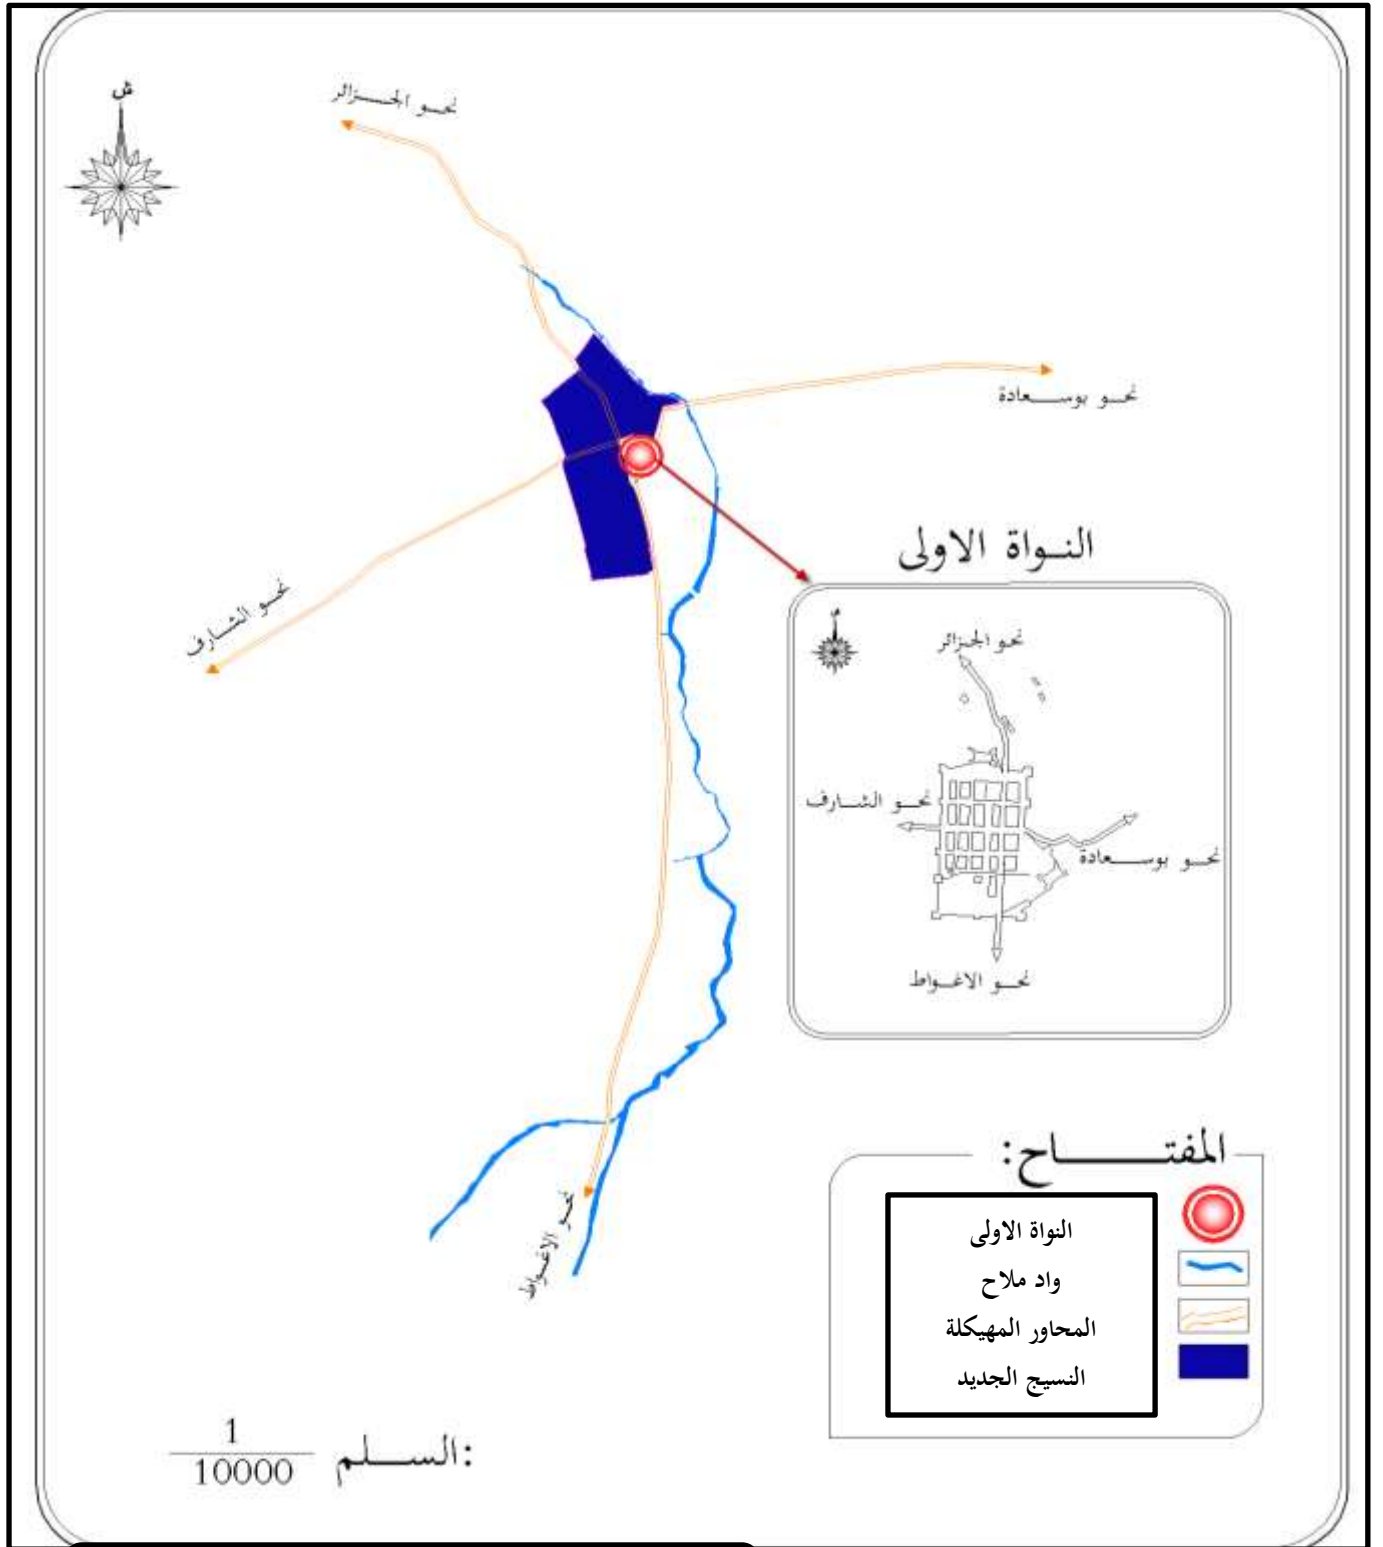 ش
نحو الجزائر
نحو بوسعادة
نحو الشارف
النواة الاولى
نحو الجزائر
نحو الشارف
نحو بوسعادة
نحو الاغواط
نحو الاغواط
المفتاح:
النواة الاولى
واد ملاح
المحاور المهيكلة
النسيج الجديد
السلم: 1/10000